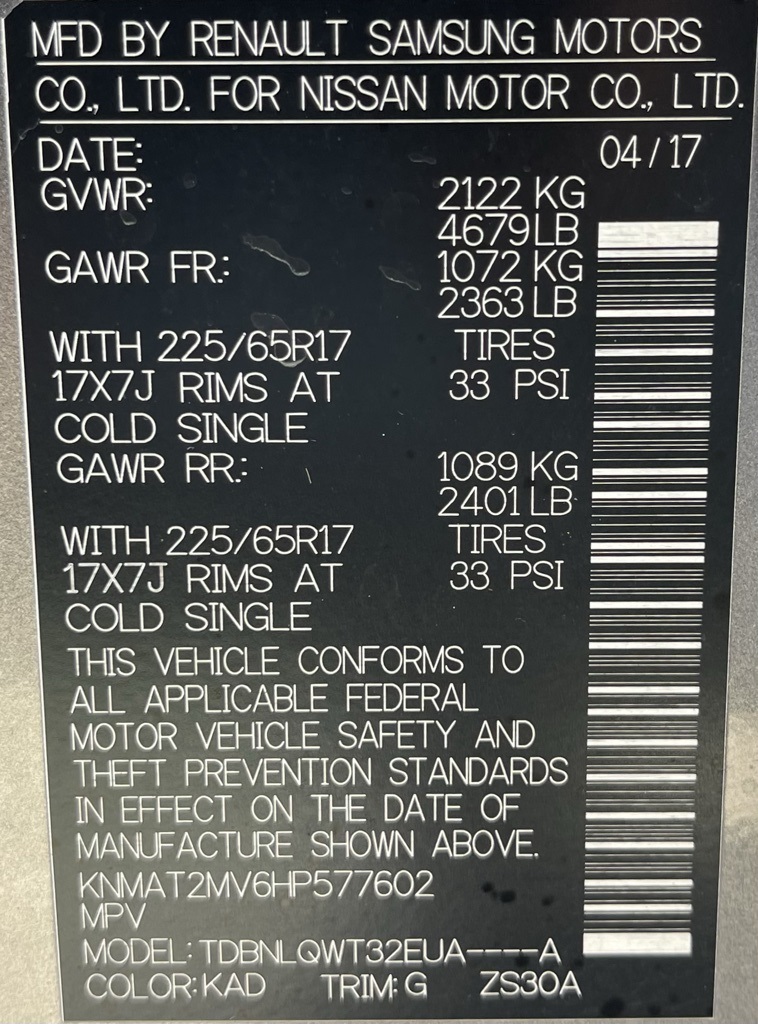 MFD BY RENAULT SAMSUNG MOTORS
CO., LTD. FOR NISSAN MOTOR CO., LTD.
DATE: 04/17
GVWR: 2122 KG
4679 LB
GAWR FR.: 1072 KG
2363 LB
WITH 225/65R17 TIRES
17X7J RIMS AT 33 PSI
COLD SINGLE
GAWR RR.: 1089 KG
2401 LB
WITH 225/65R17 TIRES
17X7J RIMS AT 33 PSI
COLD SINGLE
THIS VEHICLE CONFORMS TO
ALL APPLICABLE FEDERAL
MOTOR VEHICLE SAFETY AND
THEFT PREVENTION STANDARDS
IN EFFECT ON THE DATE OF
MANUFACTURE SHOWN ABOVE.
KNMAT2MV6HP577602
MPV
MODEL: TDBNLQWT32EUA----A
COLOR: KAD TRIM: G ZS30A